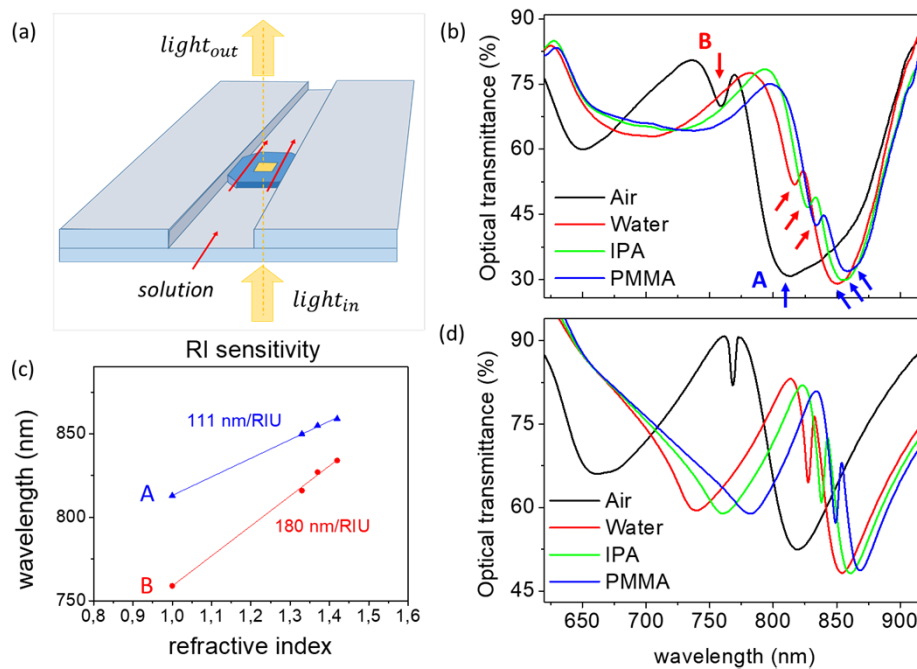 (a)
light_out
solution
light_in
(b)
90
75
60
45
30
Optical transmittance (%)
B
A
Air
Water
IPA
PMMA
(c)
RI sensitivity
850
800
750
wavelength (nm)
111 nm/RIU
180 nm/RIU
A
B
0,8 0,9 1,0 1,1 1,2 1,3 1,4 1,5 1,6
refractive index
(d)
90
75
60
45
Optical transmittance (%)
Air
Water
IPA
PMMA
650 700 750 800 850 900
wavelength (nm)